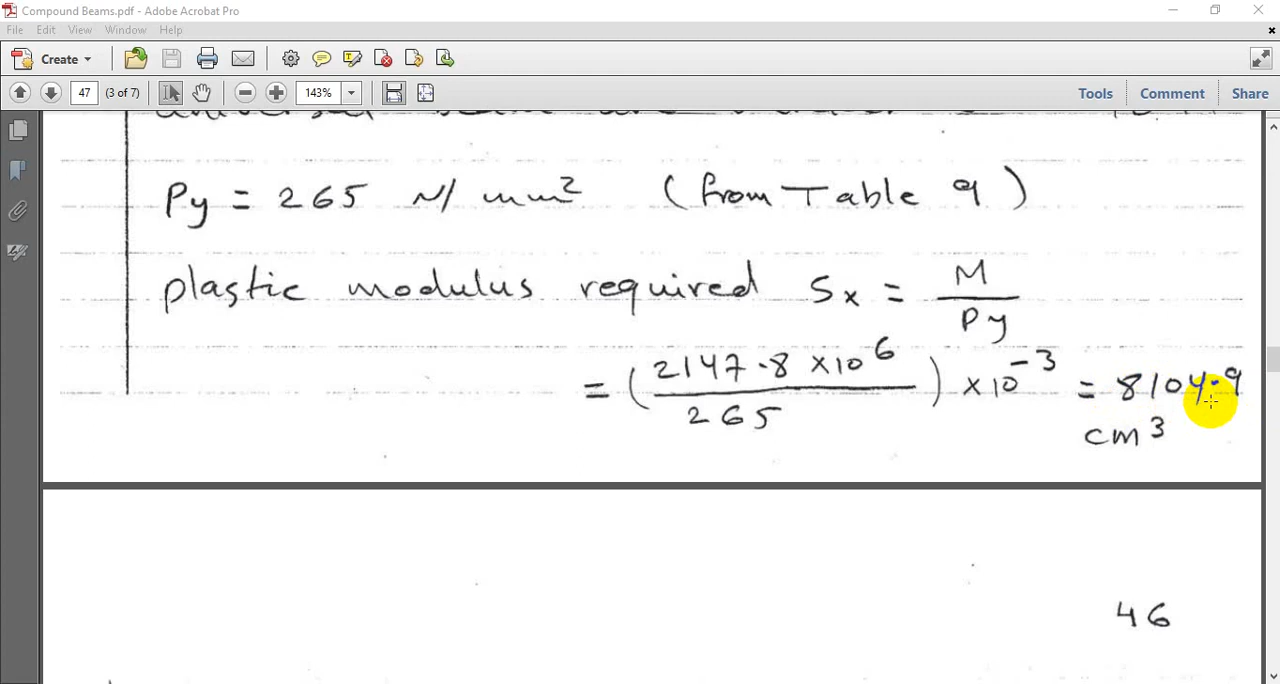 Compound Beams.pdf - Adobe Acrobat Pro
File Edit View Window Help
Create
47 (3 of 7) 143% Tools Comment Share
Py = 265 N/mm² (from Table 9)
plastic modulus required Sx = M / Py
= (2147.8 x10⁶ / 265) x10⁻³ = 8104.9
cm³
46